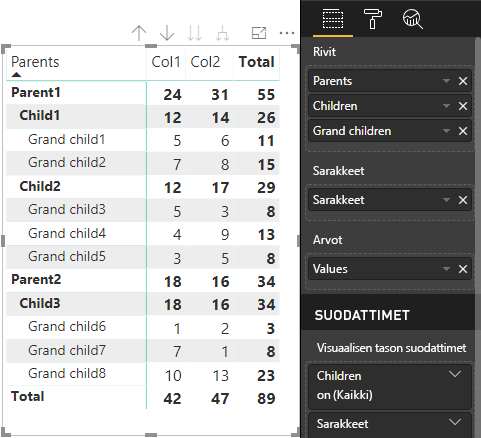 Parents Col1 Col2 Total
Parent1 24 31 55
Child1 12 14 26
Grand child1 5 6 11
Grand child2 7 8 15
Child2 12 17 29
Grand child3 5 3 8
Grand child4 4 9 13
Grand child5 3 5 8
Parent2 18 16 34
Child3 18 16 34
Grand child6 1 2 3
Grand child7 7 1 8
Grand child8 10 13 23
Total 42 47 89
Rivit
Parents
Children
Grand children
Sarakkeet
Sarakkeet
Arvot
Values
SUODATTIMET
Visuaalisen tason suodattimet
Children
on (Kaikki)
Sarakkeet